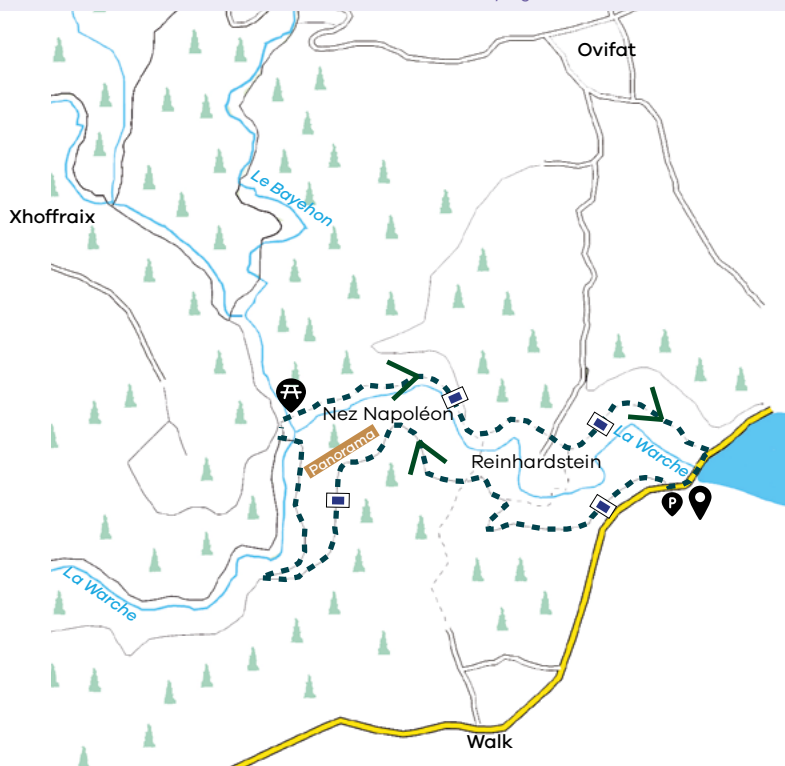 Ovifat
Le Bayehon
Xhoffraix
Nez Napoléon
Panorama
La Warche
Reinhardstein
P
La Warche
Walk